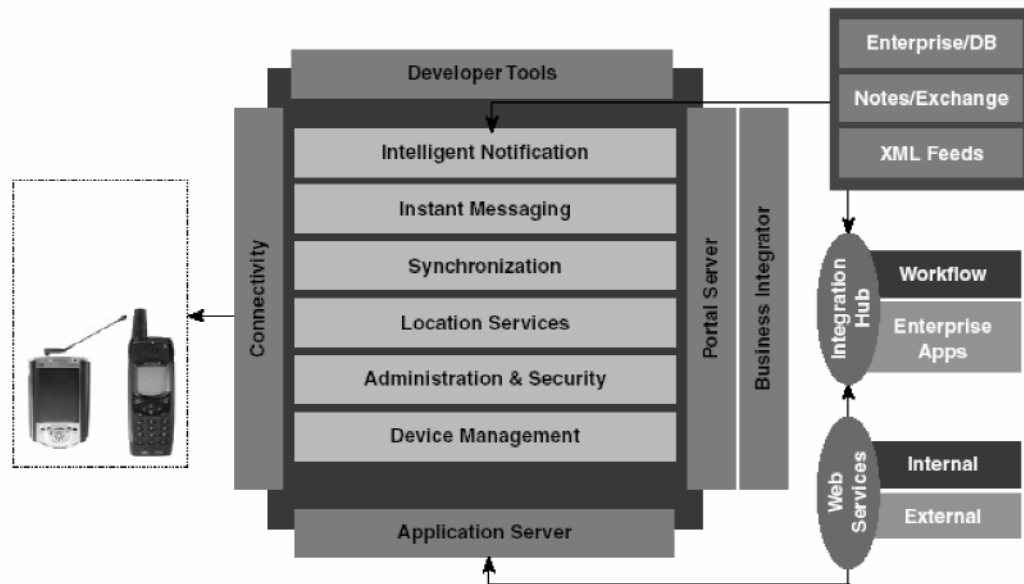 Developer Tools
Intelligent Notification
Instant Messaging
Synchronization
Location Services
Administration & Security
Device Management
Application Server
Connectivity
Portal Server
Business Integrator
Enterprise/DB
Notes/Exchange
XML Feeds
Integration
Hub
Workflow
Enterprise
Apps
Web
Services
Internal
External